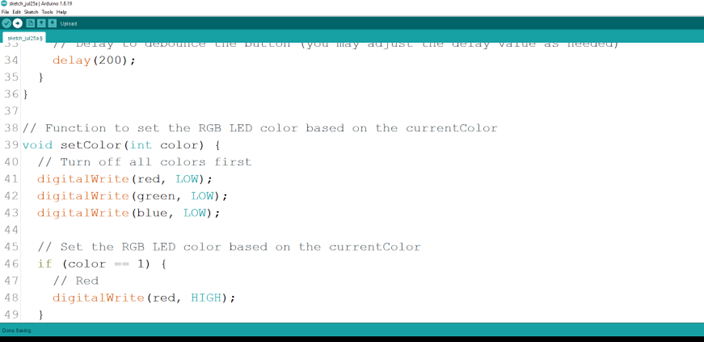 sketch_jul25a | Arduino 1.8.19
File Edit Sketch Tools Help
Upload
sketch_jul25a §
33 // Delay to debounce the button (you may adjust the delay value as needed)
34 delay(200);
35 }
36 }
37
38 // Function to set the RGB LED color based on the currentColor
39 void setColor(int color) {
40 // Turn off all colors first
41 digitalWrite(red, LOW);
42 digitalWrite(green, LOW);
43 digitalWrite(blue, LOW);
44
45 // Set the RGB LED color based on the currentColor
46 if (color == 1) {
47 // Red
48 digitalWrite(red, HIGH);
49 }
Done Saving.